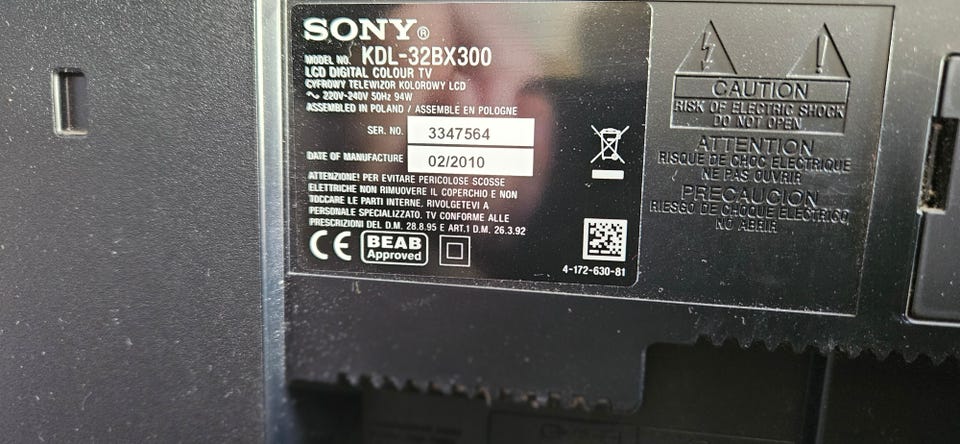 SONY®
MODEL NO. KDL-32BX300
LCD DIGITAL COLOUR TV
CYFROWY TELEWIZOR KOLOROWY LCD
220V-240V 50Hz 94W
ASSEMBLED IN POLAND / ASSEMBLE EN POLOGNE
SER. NO. 3347564
DATE OF MANUFACTURE 02/2010
ATTENZIONE! PER EVITARE PERICOLOSE SCOSSE
ELETTRICHE NON RIMUOVERE IL COPERCHIO E NON
TOCCARE LE PARTI INTERNE, RIVOLGETEVI A
PERSONALE SPECIALIZZATO. TV CONFORME ALLE
PRESCRIZIONI DEL D.M. 28.8.95 E ART.1 D.M. 26.3.92
CE BEAB
Approved
4-172-630-81
CAUTION
RISK OF ELECTRIC SHOCK
DO NOT OPEN
ATTENTION
RISQUE DE CHOC ELECTRIQUE
NE PAS OUVRIR
PRECAUCION
RIESGO DE CHOQUE ELECTRICO
NO ABRIR